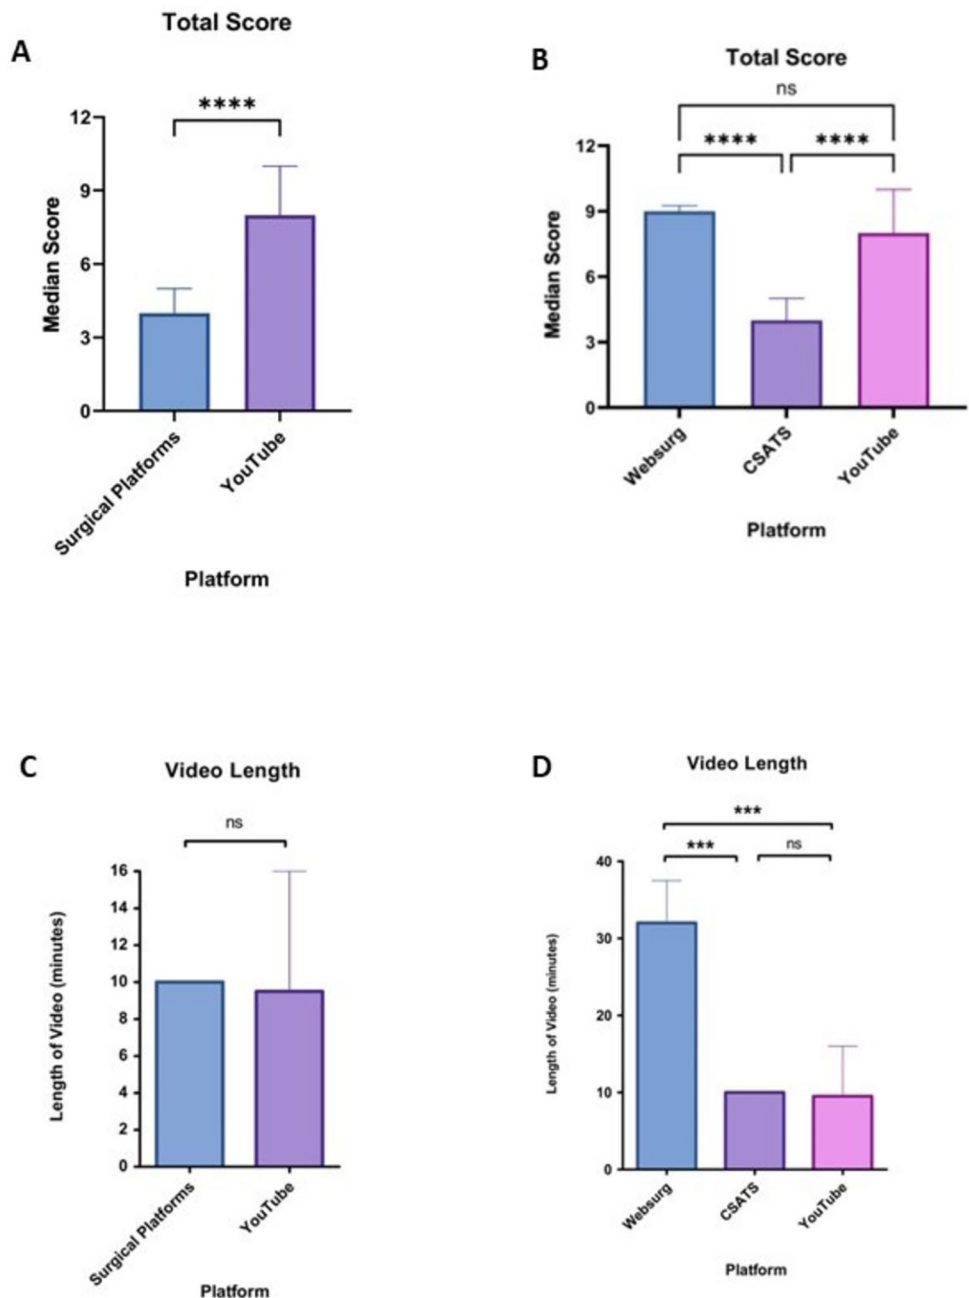 A
Total Score
****
Median Score
12
9
6
3
0
Surgical Platforms
YouTube
Platform
B
Total Score
ns
****
****
Median Score
12
9
6
3
0
Websurg
CSATS
YouTube
Platform
C
Video Length
ns
Length of Video (minutes)
16
14
12
10
8
6
4
2
0
Surgical Platforms
YouTube
Platform
D
Video Length
***
***
ns
Length of Video (minutes)
40
30
20
10
0
Websurg
CSATS
YouTube
Platform